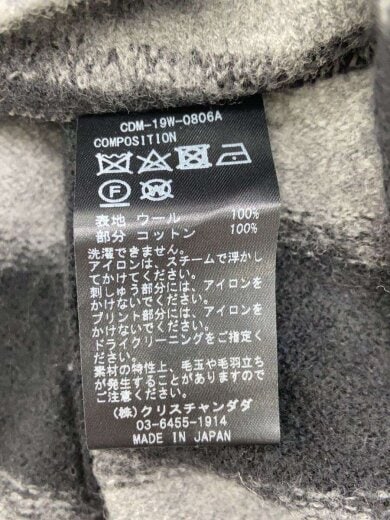 CDM-19W-0806A
COMPOSITION
F W
表地 ウール 100%
部分 コットン 100%
洗濯できません。
アイロンは、スチームで浮かし
てかけてください。
刺しゅう部分には、アイロンを
かけないでください。
プリント部分には、アイロンを
かけないでください。
ドライクリーニングをご指定く
ださい。
素材の特性上、毛玉や毛羽立ち
が発生することがありますので
ご了承ください。
(株)クリスチャンダダ
03-6455-1914
MADE IN JAPAN